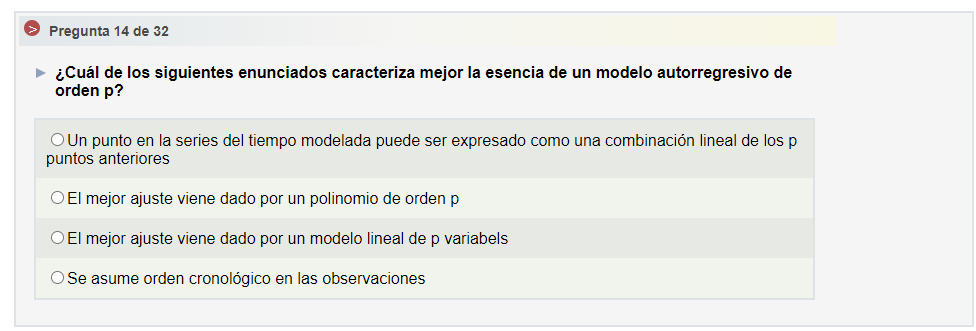 Pregunta 14 de 32
¿Cuál de los siguientes enunciados caracteriza mejor la esencia de un modelo autorregresivo de
orden p?
Un punto en la series del tiempo modelada puede ser expresado como una combinación lineal de los p
puntos anteriores
El mejor ajuste viene dado por un polinomio de orden p
El mejor ajuste viene dado por un modelo lineal de p variabels
Se asume orden cronológico en las observaciones